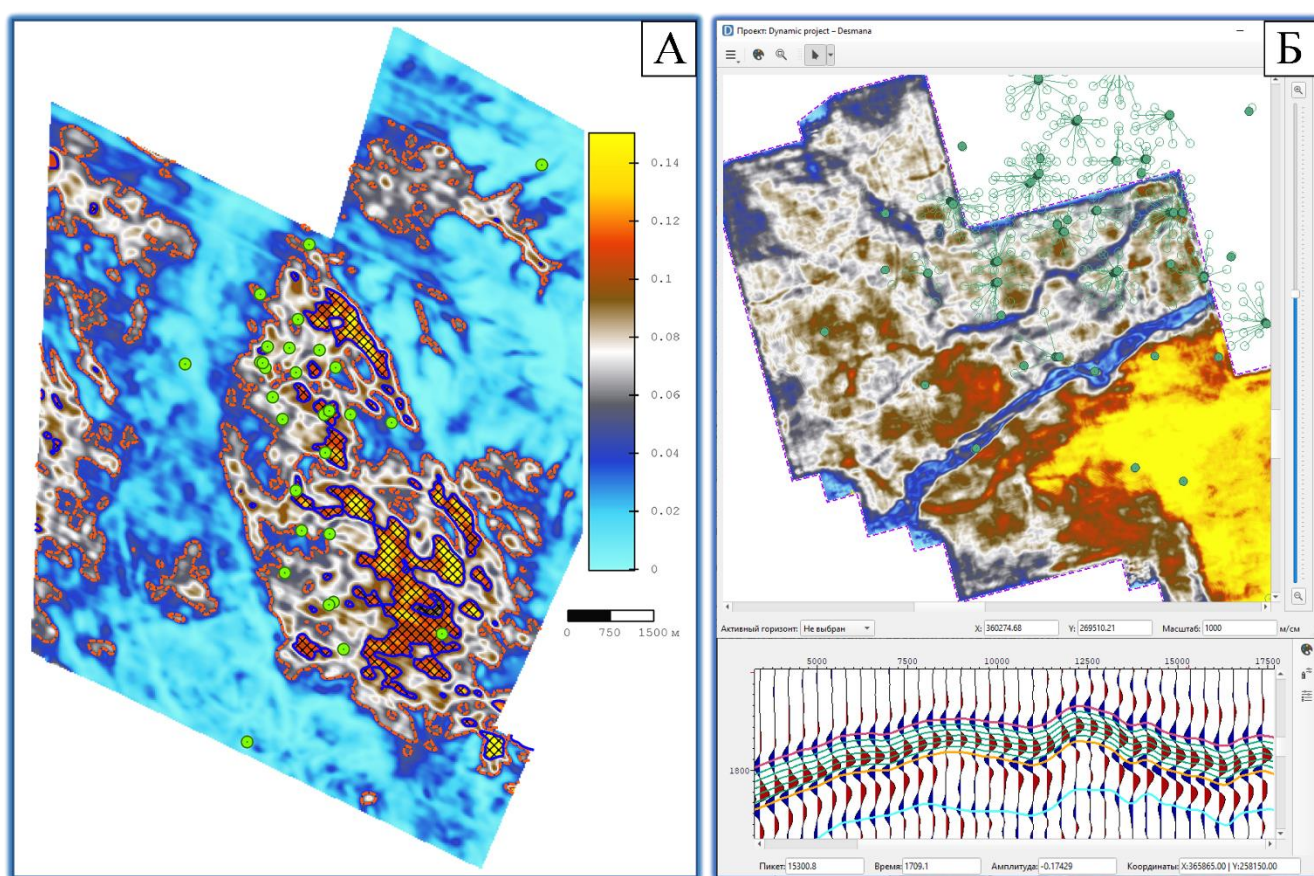 А
0.14
0.12
0.1
0.08
0.06
0.04
0.02
0
0 750 1500 м
Б
Проект: Dynamic project – Desmana
Активный горизонт: Не выбран X: 360274.68 Y: 269510.21 Масштаб: 1000 м/см
5000 7500 10000 12500 15000 17500
1800
Пикет: 15300.8 Время: 1709.1 Амплитуда: -0.17429 Координаты: X:365865.00 | Y:258150.00